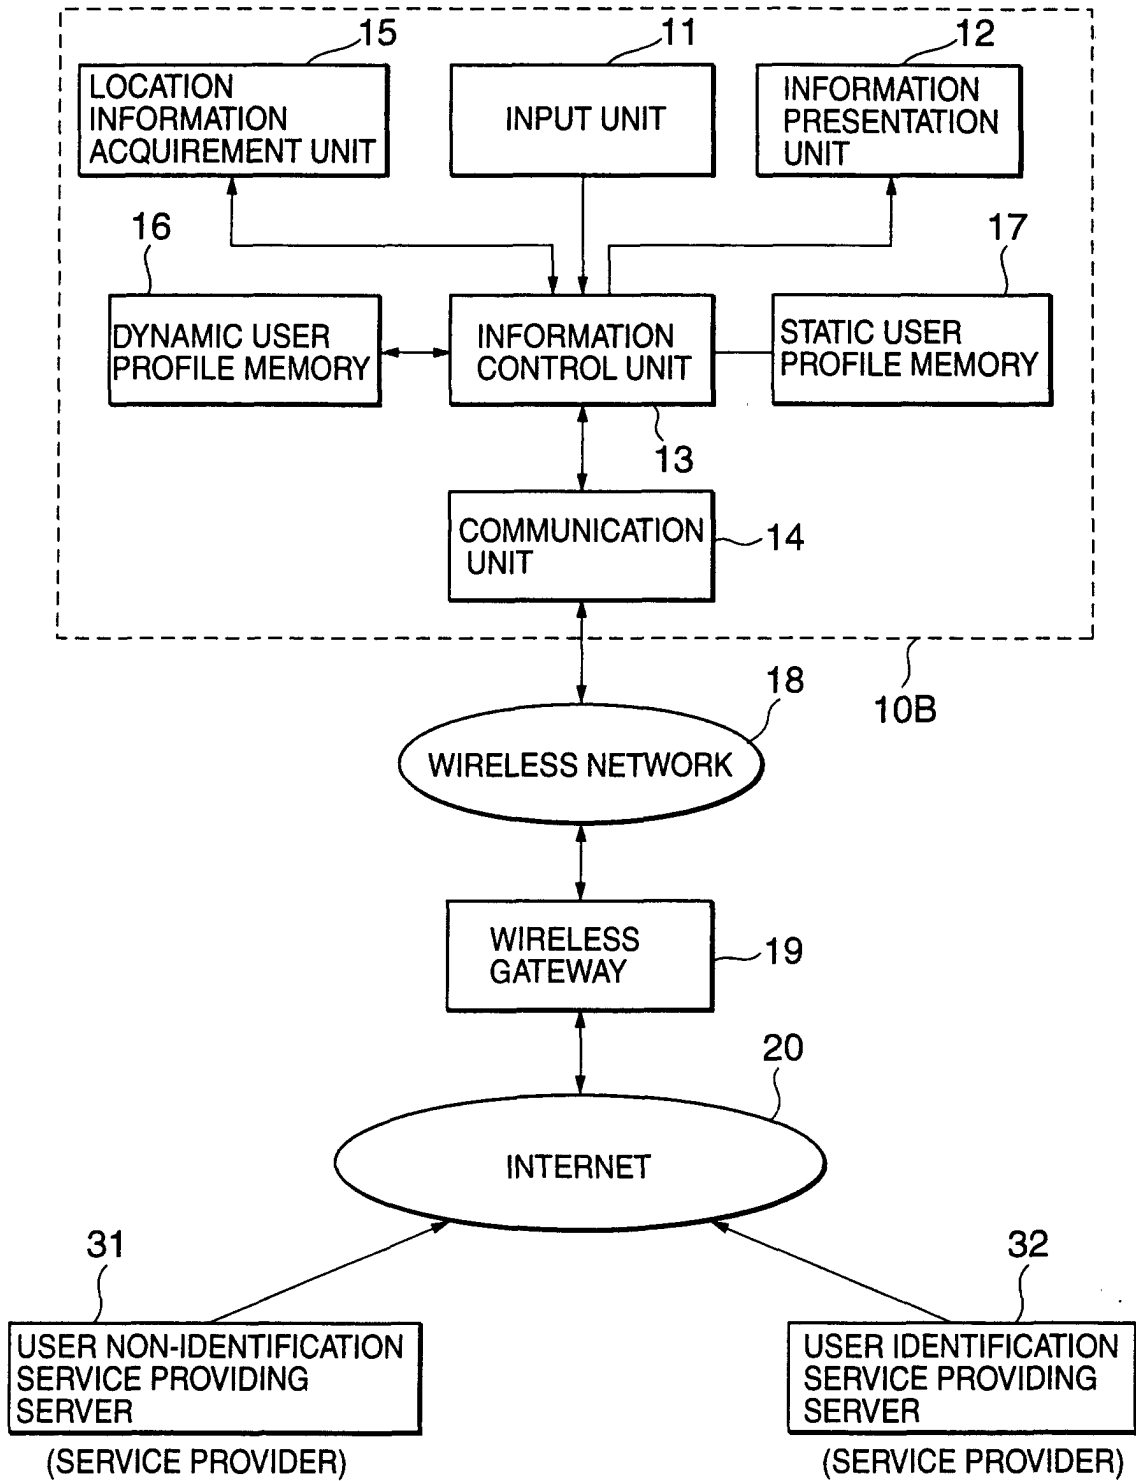 15
11
12
LOCATION
INFORMATION
ACQUIREMENT UNIT
INPUT UNIT
INFORMATION
PRESENTATION
UNIT
16
17
DYNAMIC USER
PROFILE MEMORY
INFORMATION
CONTROL UNIT
STATIC USER
PROFILE MEMORY
13
COMMUNICATION
UNIT
14
10B
18
WIRELESS NETWORK
WIRELESS
GATEWAY
19
20
INTERNET
31
32
USER NON-IDENTIFICATION
SERVICE PROVIDING
SERVER
(SERVICE PROVIDER)
USER IDENTIFICATION
SERVICE PROVIDING
SERVER
(SERVICE PROVIDER)